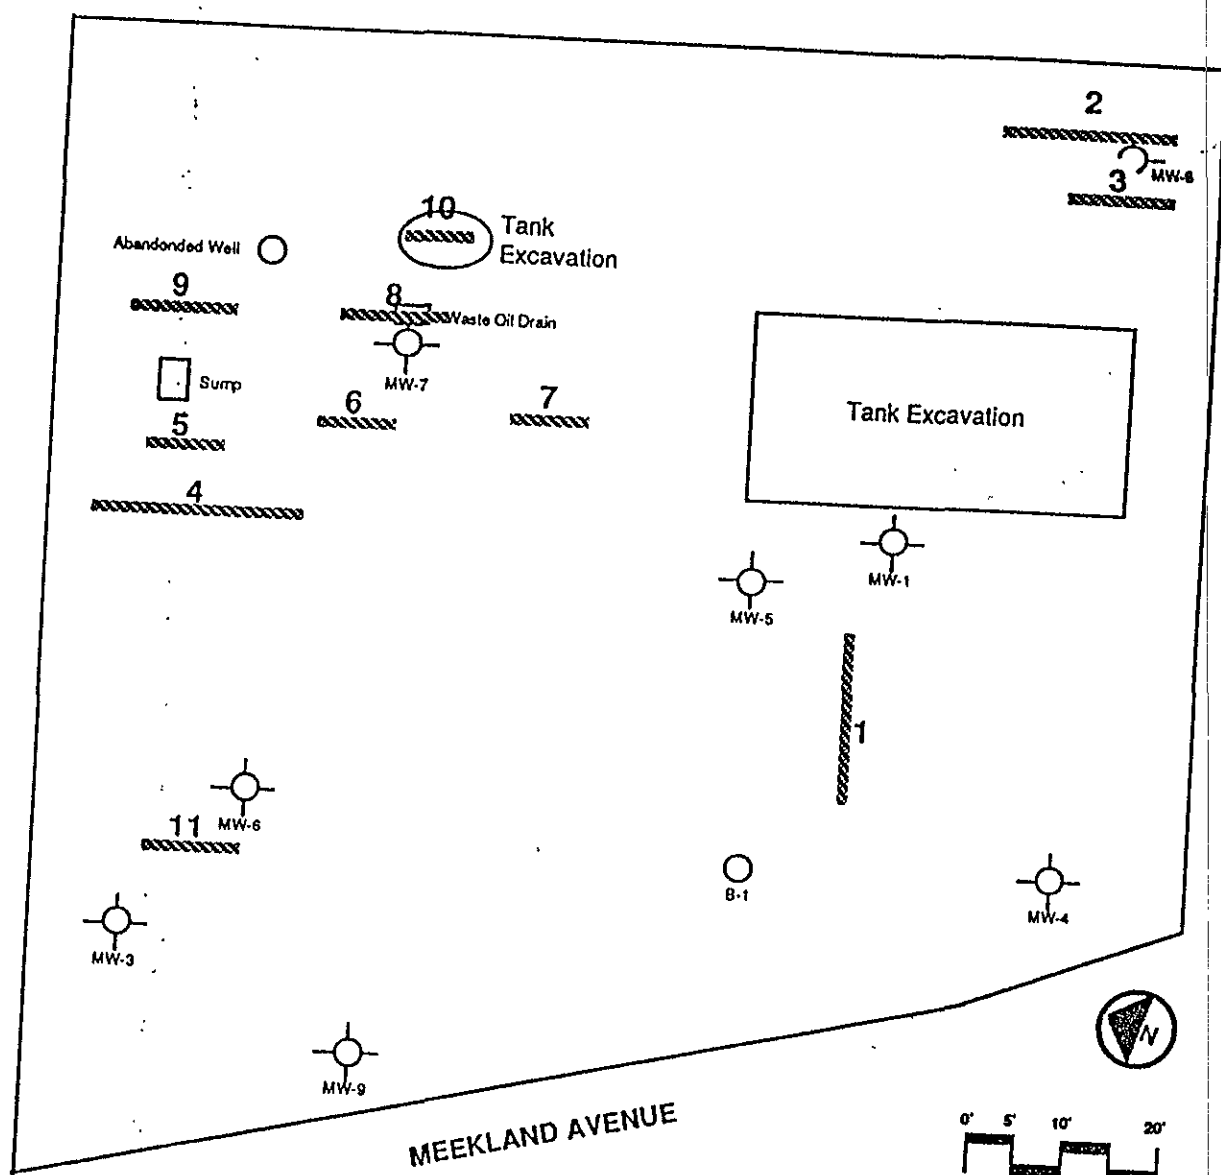 2
MW-8
3
10
Tank
Excavation
Abandonded Well
9
8
Waste Oil Drain
MW-7
Sump
6
7
5
4
Tank Excavation
MW-1
MW-5
1
MW-6
11
B-1
MW-4
MW-3
MW-9
N
MEEKLAND AVENUE
0' 5' 10' 20'